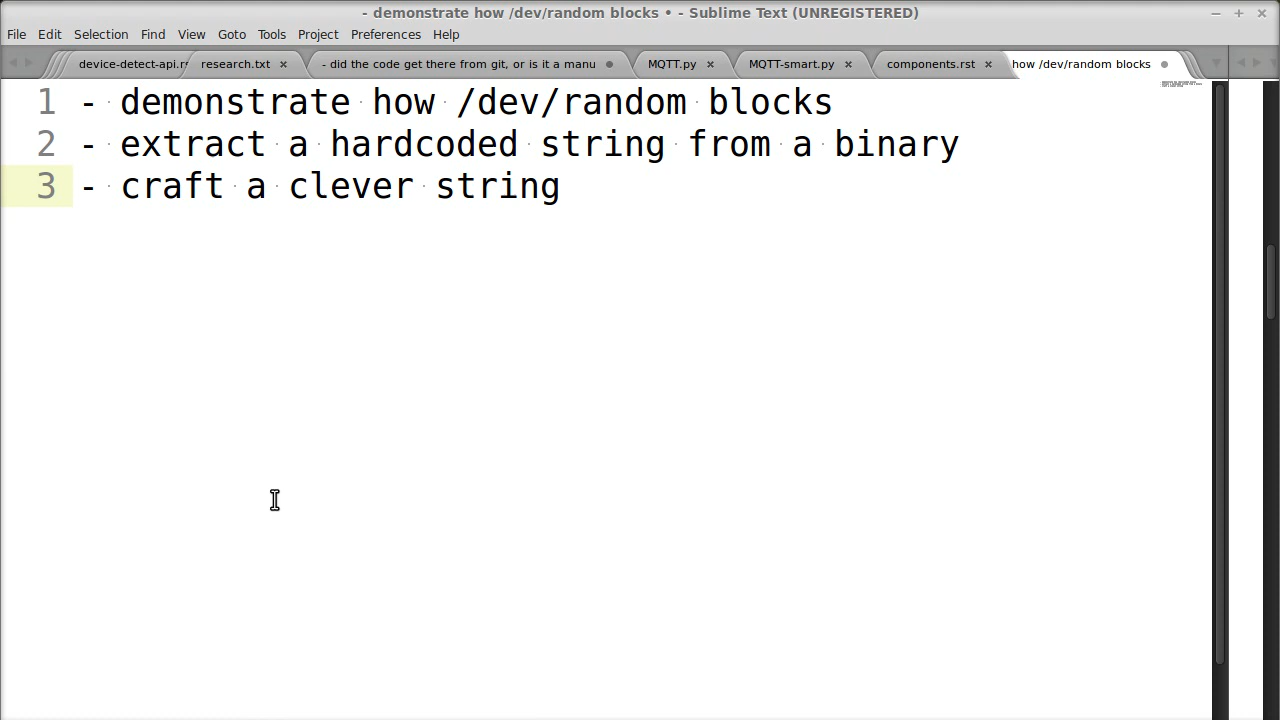 - demonstrate how /dev/random blocks • - Sublime Text (UNREGISTERED)
File Edit Selection Find View Goto Tools Project Preferences Help
device-detect-api.rs research.txt - did the code get there from git, or is it a manu MQTT.py MQTT-smart.py components.rst how /dev/random blocks
1 - demonstrate how /dev/random blocks
2 - extract a hardcoded string from a binary
3 - craft a clever string